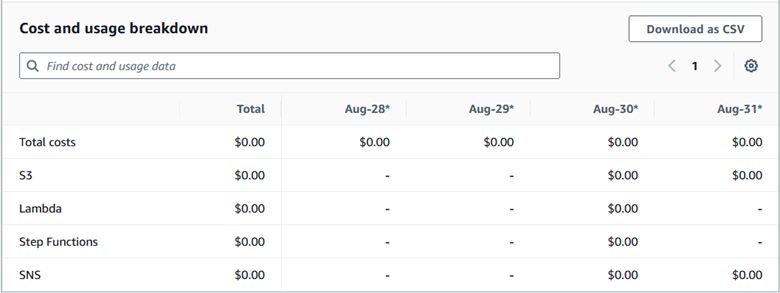 Cost and usage breakdown
Download as CSV
Find cost and usage data
1
Total Aug-28* Aug-29* Aug-30* Aug-31*
Total costs $0.00 $0.00 $0.00 $0.00 $0.00
S3 $0.00 - - $0.00 $0.00
Lambda $0.00 - - $0.00 -
Step Functions $0.00 - - $0.00 -
SNS $0.00 - - $0.00 $0.00